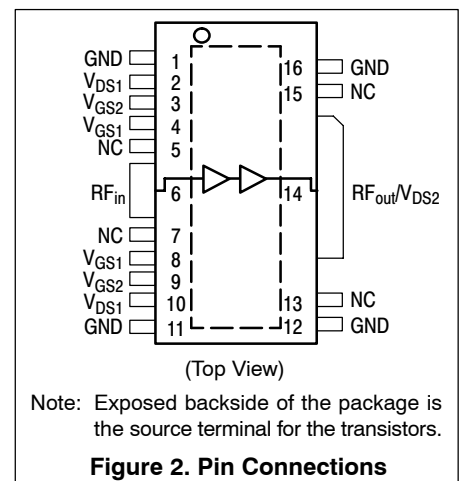 GND 1
V_DS1 2
V_GS2 3
V_GS1 4
NC 5
RF_in 6
NC 7
V_GS1 8
V_GS2 9
V_DS1 10
GND 11
16 GND
15 NC
14 RF_out/V_DS2
13 NC
12 GND
(Top View)
Note: Exposed backside of the package is
the source terminal for the transistors.
Figure 2. Pin Connections